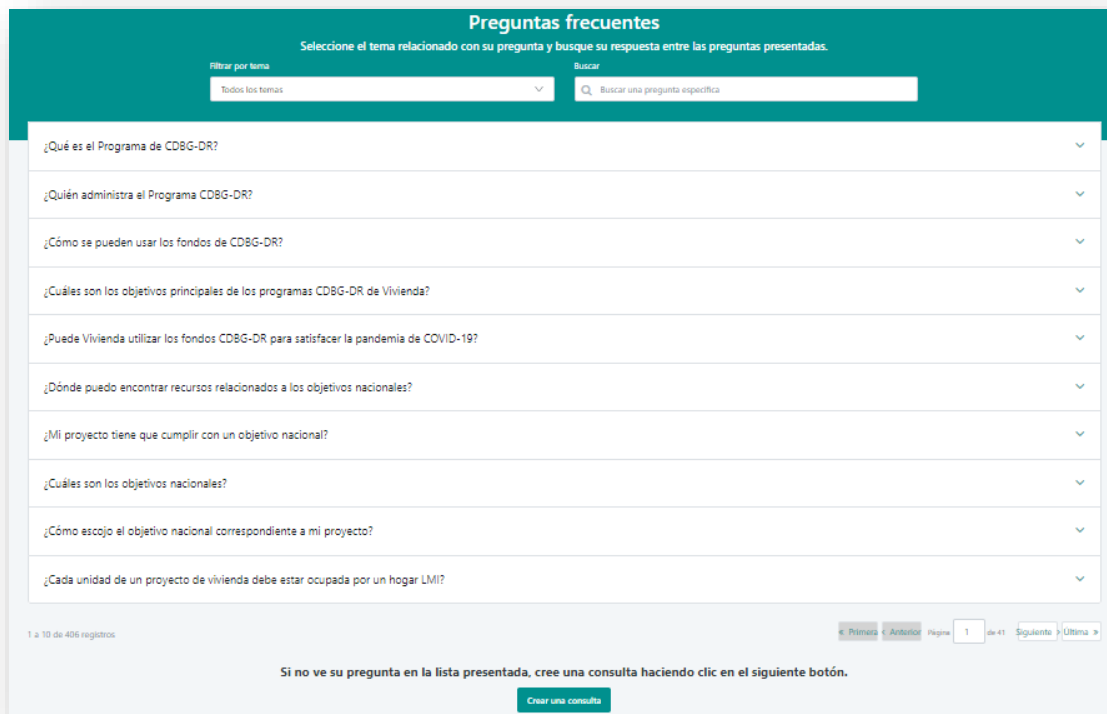 Preguntas frecuentes
Seleccione el tema relacionado con su pregunta y busque su respuesta entre las preguntas presentadas.
Filtrar por tema
Buscar
Todos los temas
Buscar una pregunta específica
¿Qué es el Programa de CDBG-DR?
¿Quién administra el Programa CDBG-DR?
¿Cómo se pueden usar los fondos de CDBG-DR?
¿Cuáles son los objetivos principales de los programas CDBG-DR de Vivienda?
¿Puede Vivienda utilizar los fondos CDBG-DR para satisfacer la pandemia de COVID-19?
¿Dónde puedo encontrar recursos relacionados a los objetivos nacionales?
¿Mi proyecto tiene que cumplir con un objetivo nacional?
¿Cuáles son los objetivos nacionales?
¿Cómo escojo el objetivo nacional correspondiente a mi proyecto?
¿Cada unidad de un proyecto de vivienda debe estar ocupada por un hogar LMI?
1 a 10 de 406 registros
« Primera ‹ Anterior Página 1 de 41 Siguiente › Última »
Si no ve su pregunta en la lista presentada, cree una consulta haciendo clic en el siguiente botón.
Crear una consulta